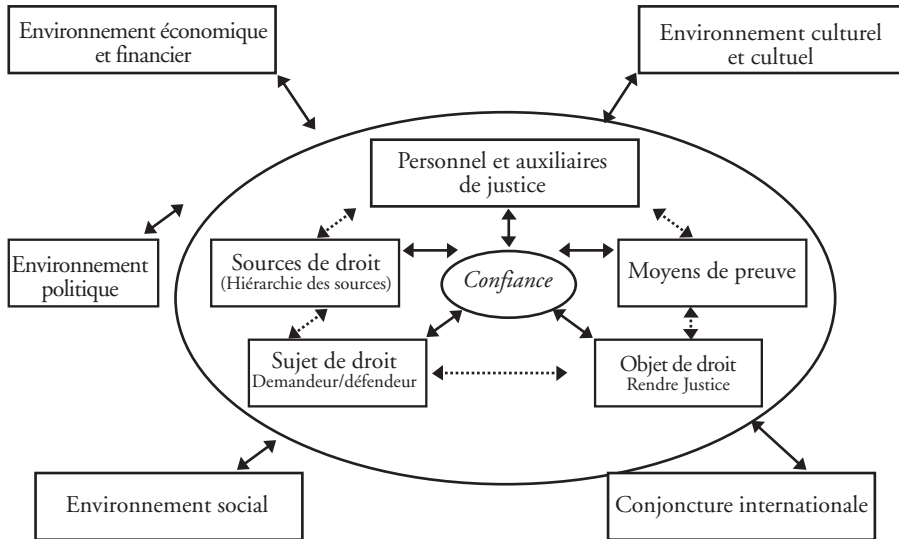 Environnement économique
et financier
Environnement culturel
et cultuel
Personnel et auxiliaires
de justice
Environnement
politique
Sources de droit
(Hiérarchie des sources)
Confiance
Moyens de preuve
Sujet de droit
Demandeur/défendeur
Objet de droit
Rendre Justice
Environnement social
Conjoncture internationale